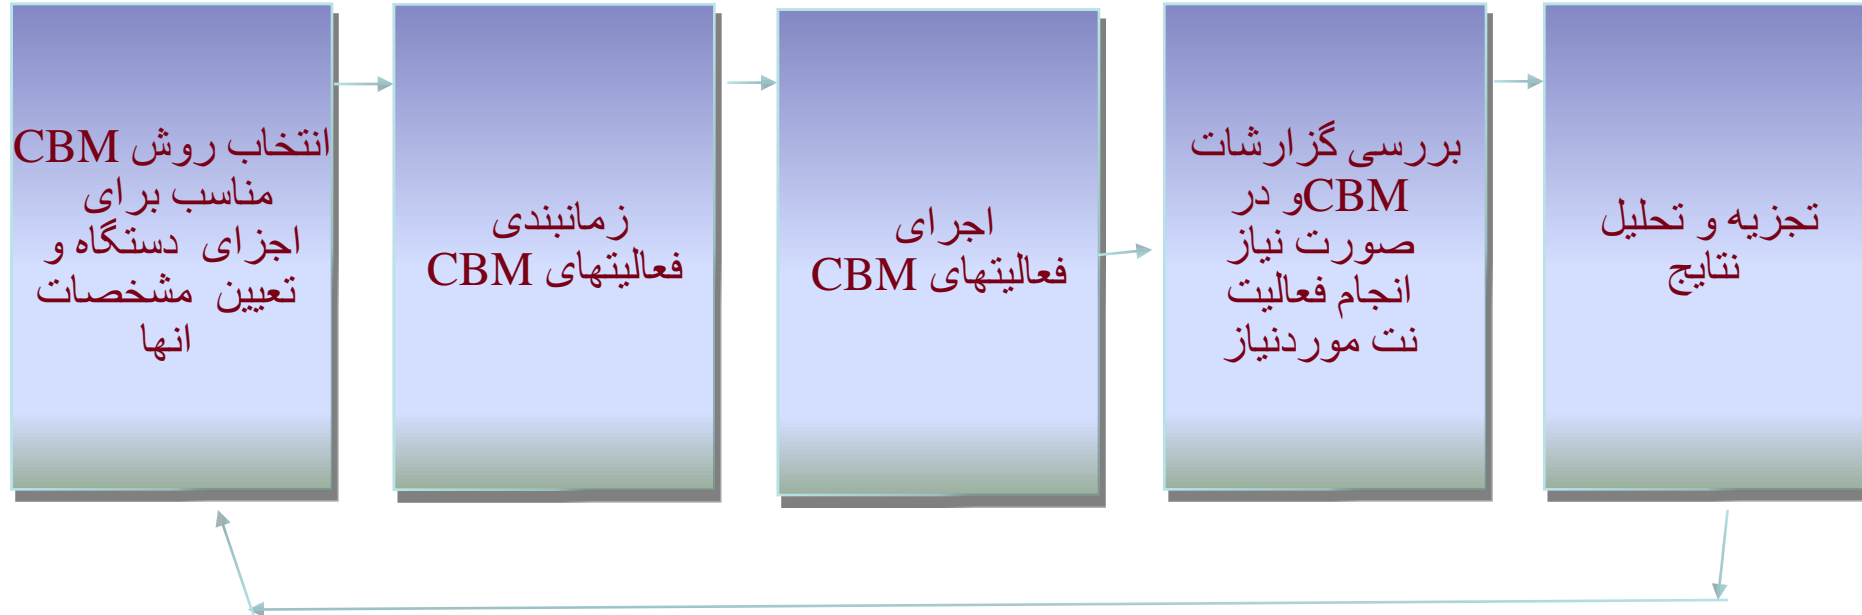 انتخاب روش CBM
مناسب برای
اجزای دستگاه و
تعیین مشخصات
انها
زمانبندی
فعالیتهای CBM
اجرای
فعالیتهای CBM
بررسی گزارشات
CBMو در
صورت نیاز
انجام فعالیت
نت موردنیاز
تجزیه و تحلیل
نتایج